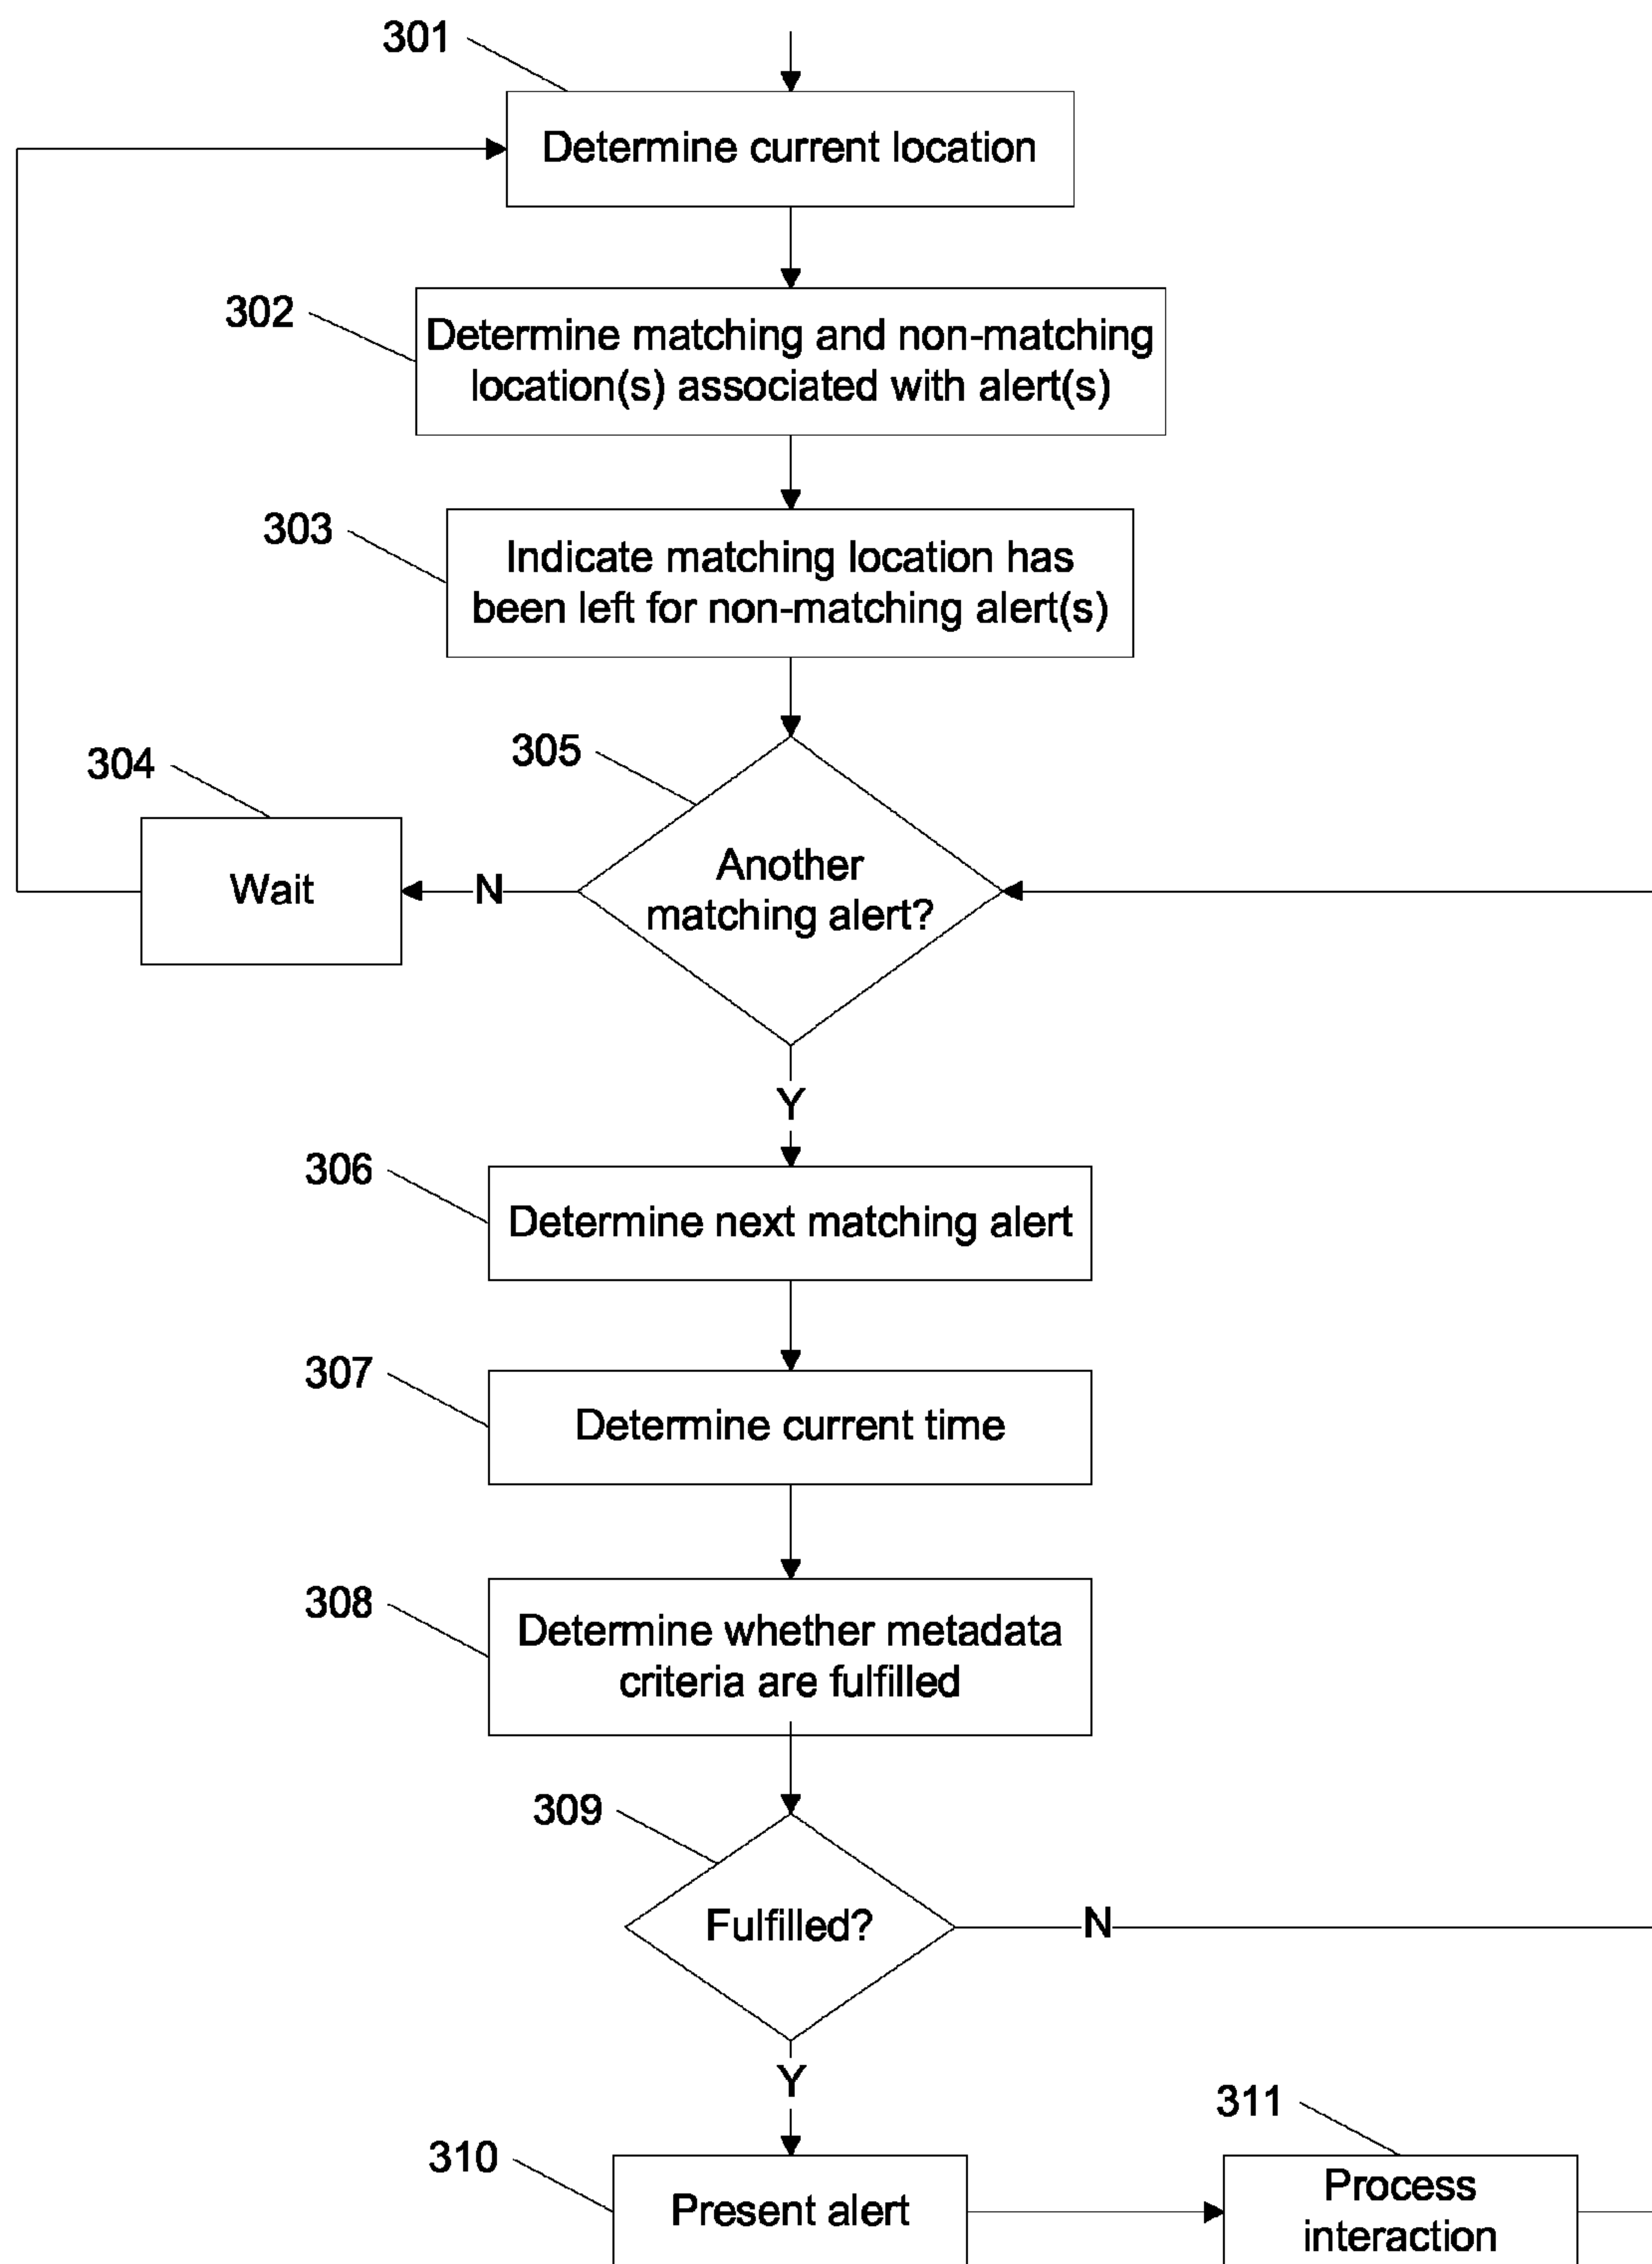 301
Determine current location
302
Determine matching and non-matching
location(s) associated with alert(s)
303
Indicate matching location has
been left for non-matching alert(s)
304
305
Wait
N
Another
matching alert?
Y
306
Determine next matching alert
307
Determine current time
308
Determine whether metadata
criteria are fulfilled
309
Fulfilled?
N
Y
310
Present alert
311
Process
interaction